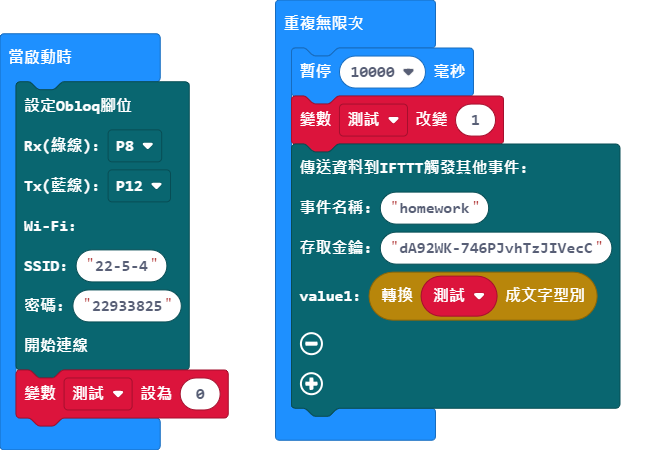 當啟動時
設定Obloq腳位
Rx(綠線): P8
Tx(藍線): P12
Wi-Fi:
SSID: "22-5-4"
密碼: "22933825"
開始連線
變數 測試 設為 0
重複無限次
暫停 10000 毫秒
變數 測試 改變 1
傳送資料到IFTTT觸發其他事件:
事件名稱: "homework"
存取金鑰: "dA92WK-746PJvhTzJIVecC"
value1: 轉換 測試 成文字型別